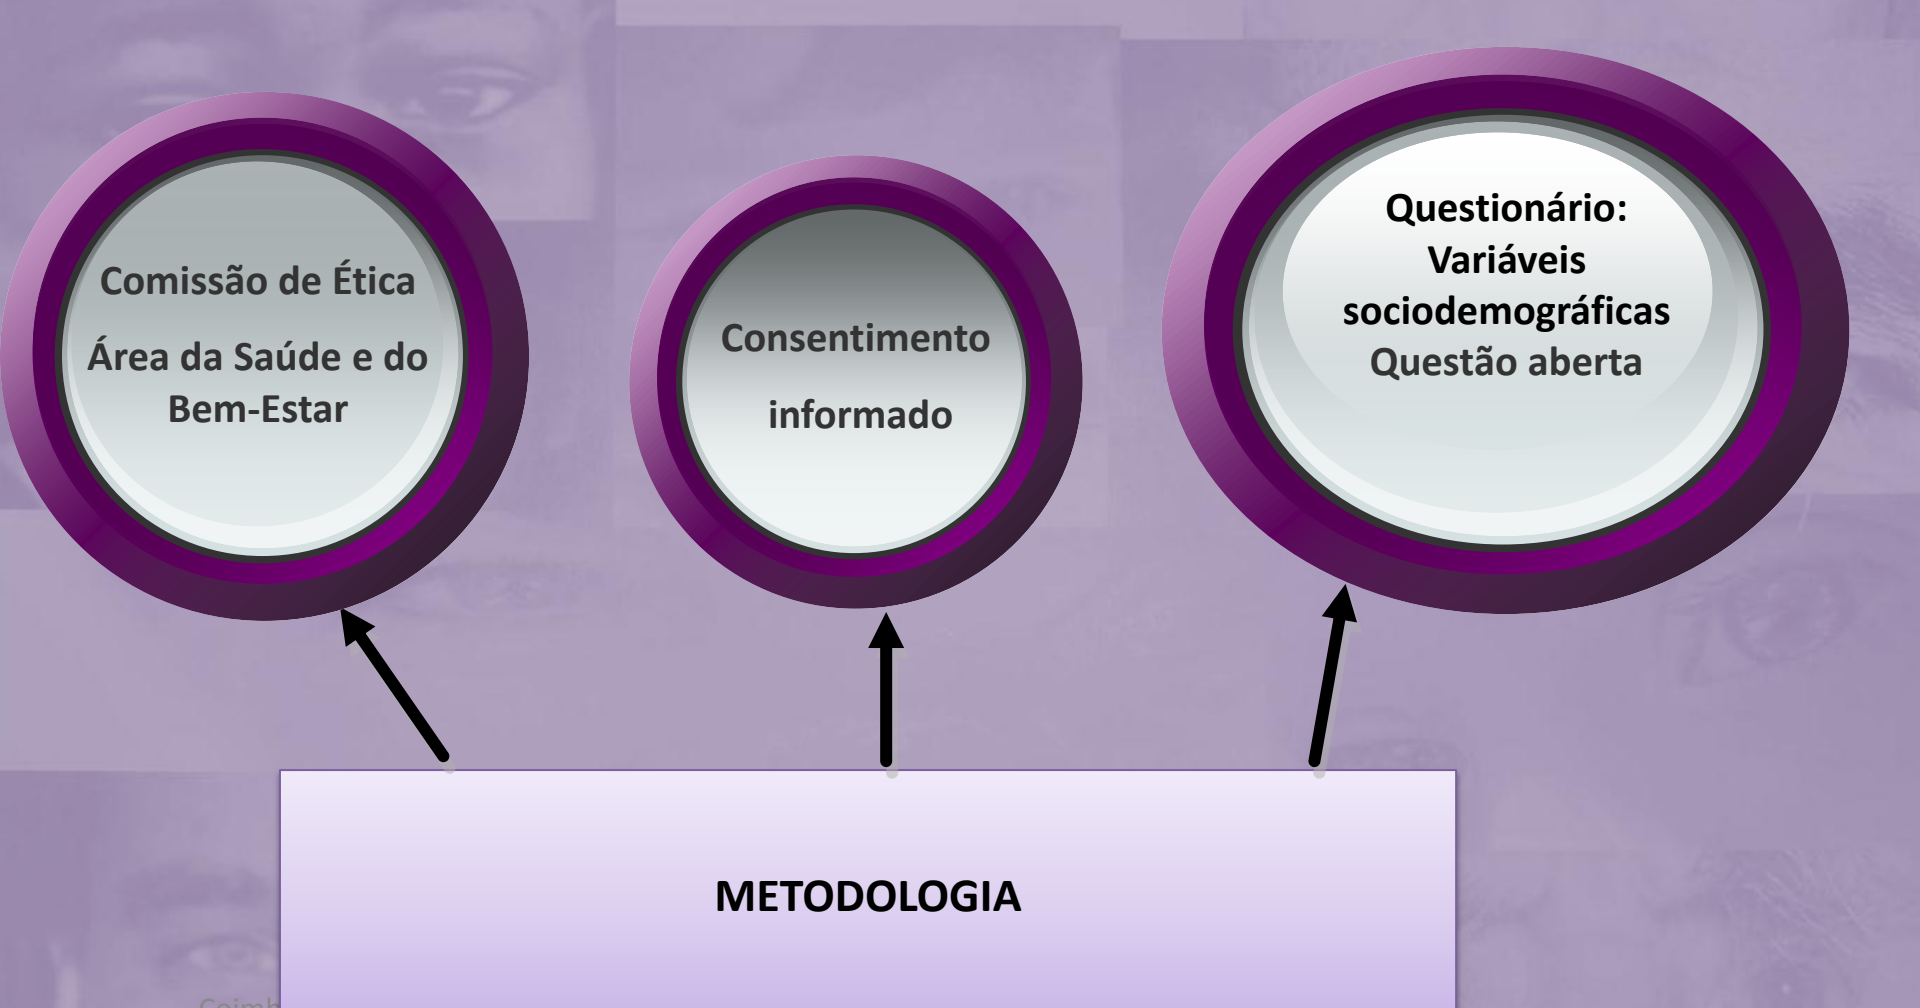 Comissão de Ética
Área da Saúde e do
Bem-Estar
Consentimento
informado
Questionário:
Variáveis
sociodemográficas
Questão aberta
METODOLOGIA